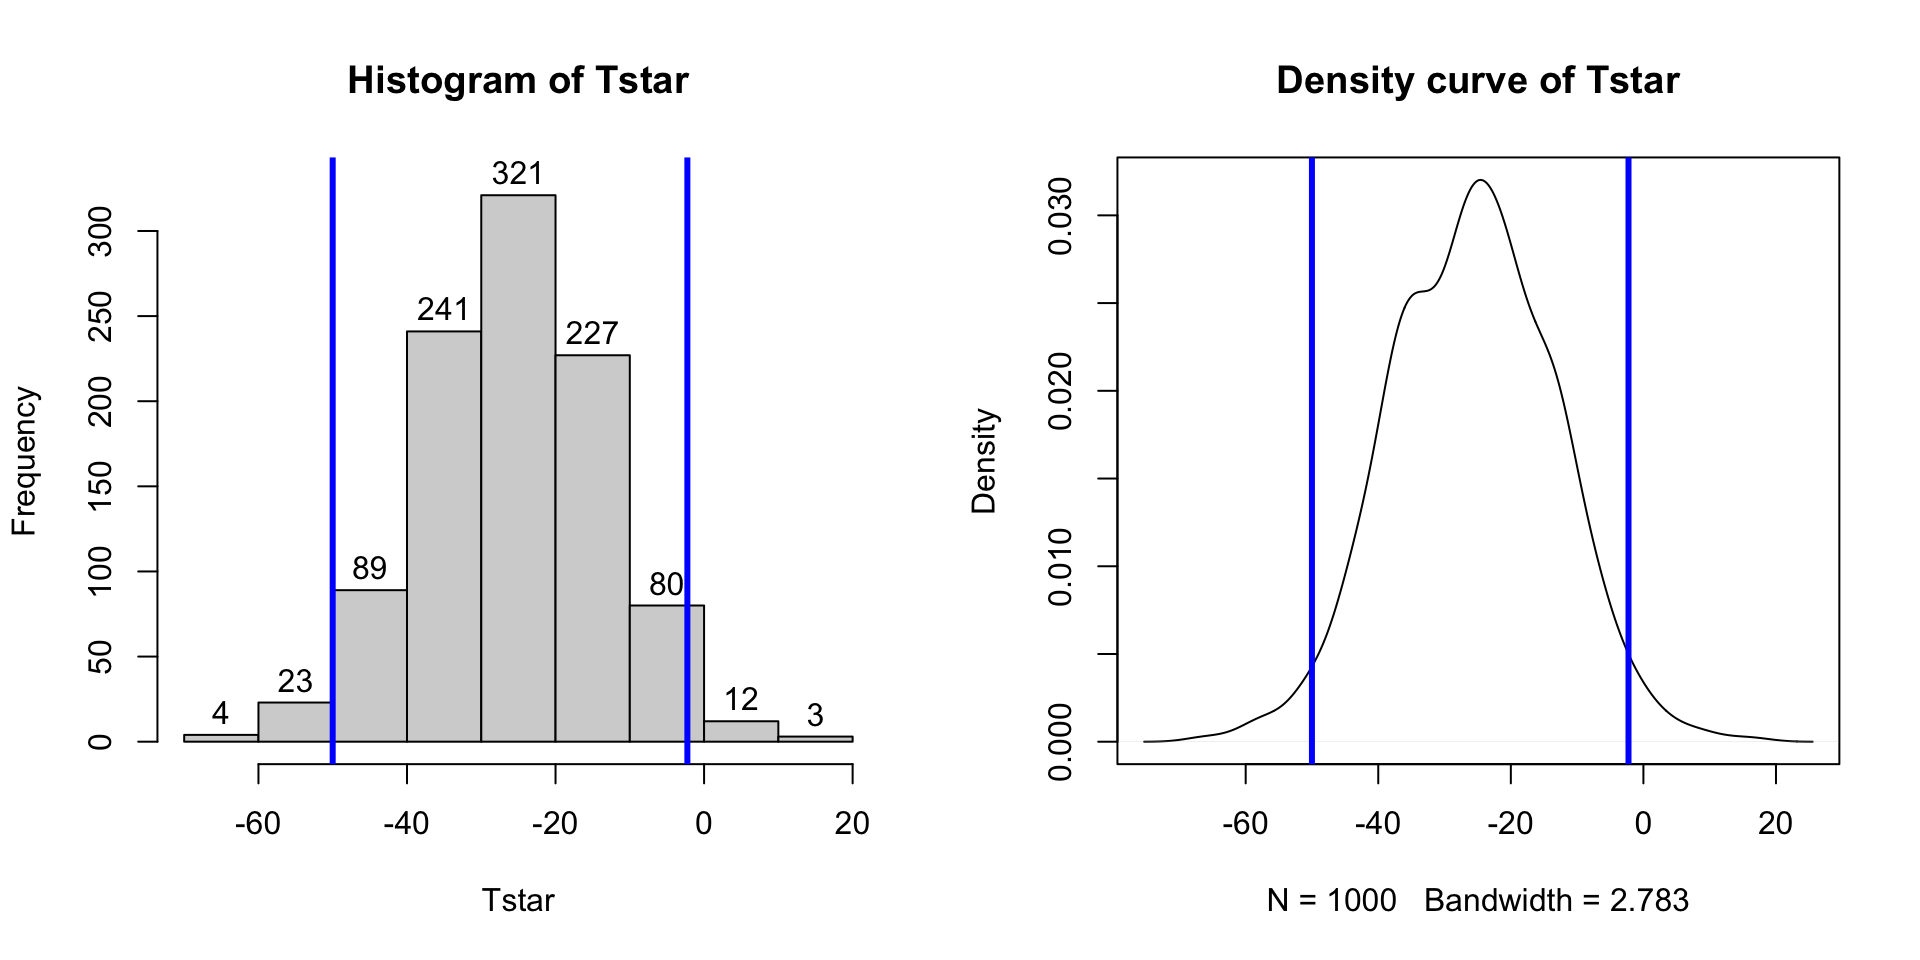 Histogram of Tstar
Frequency
0 50 100 150 200 250 300
4 23 89 241 321 227 80 12 3
-60 -40 -20 0 20
Tstar
Density curve of Tstar
Density
0.000 0.010 0.020 0.030
-60 -40 -20 0 20
N = 1000 Bandwidth = 2.783